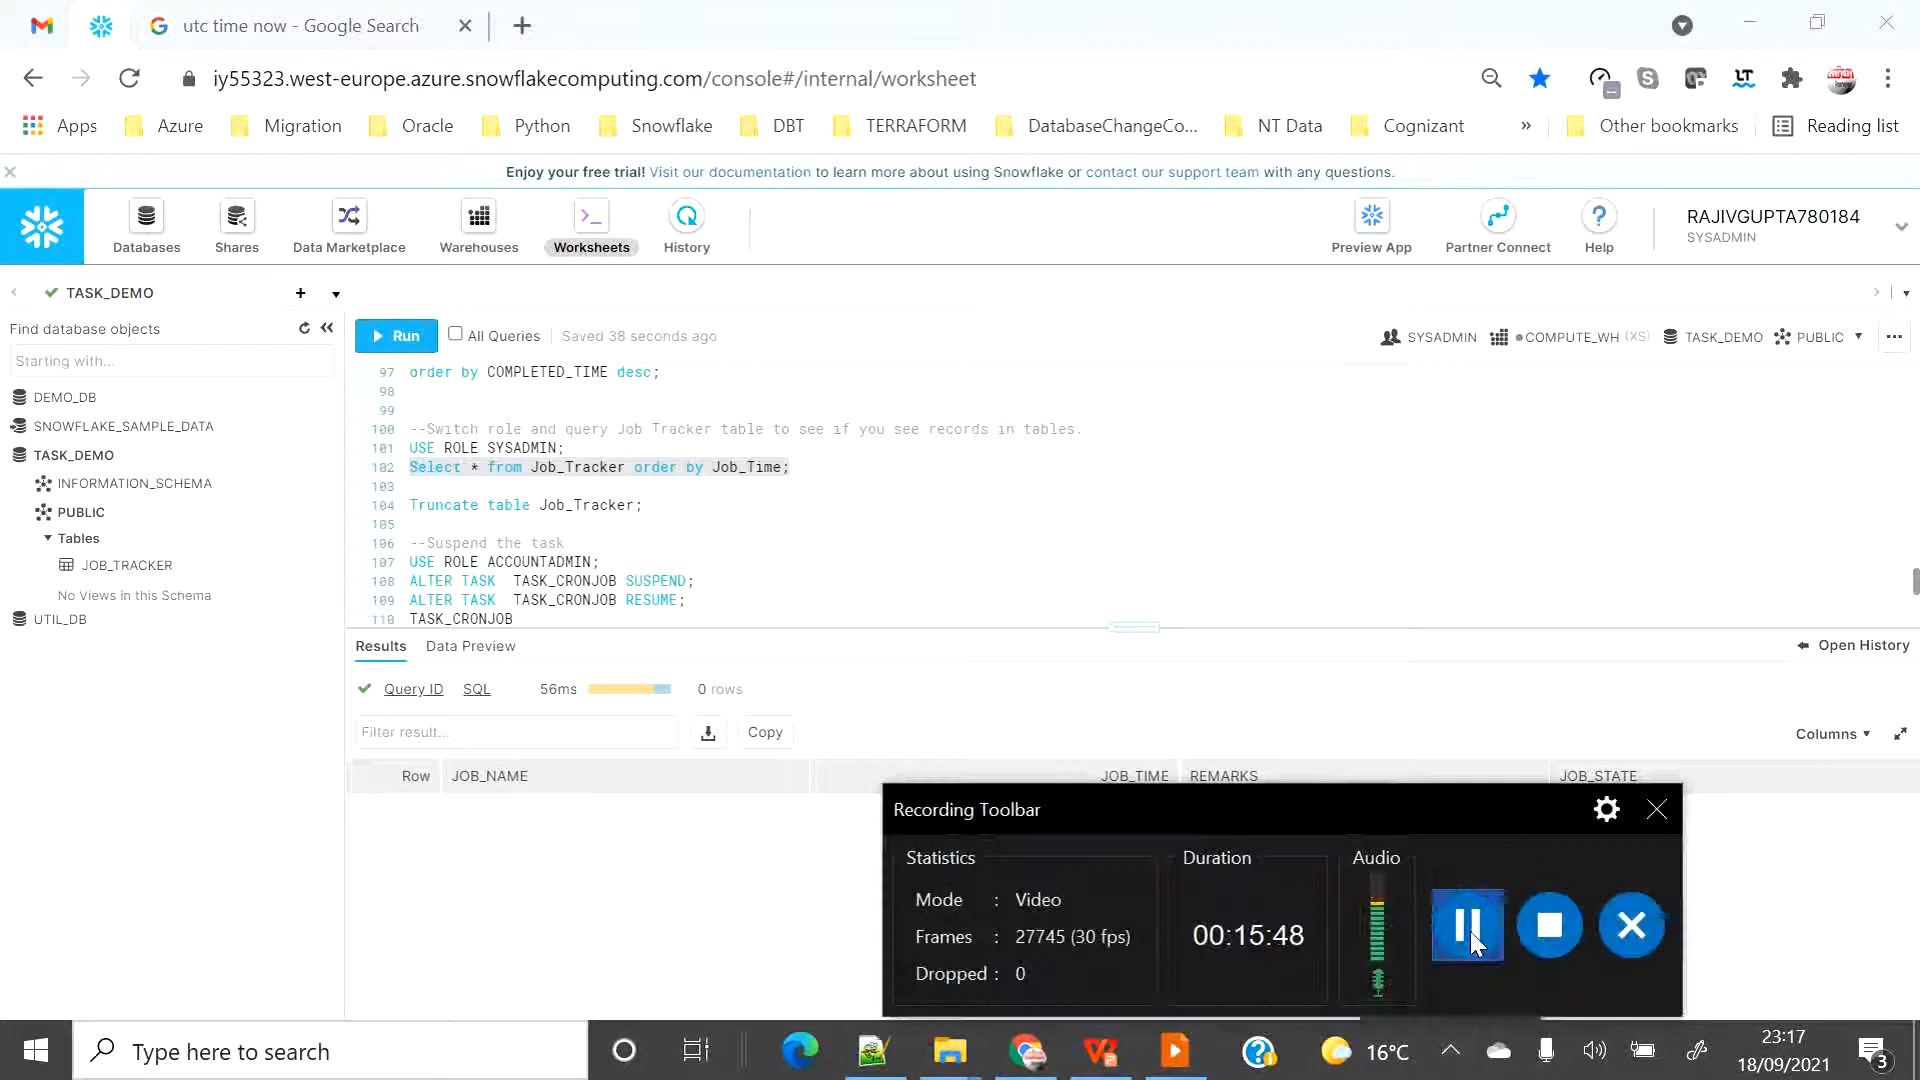 utc time now - Google Search
iy55323.west-europe.azure.snowflakecomputing.com/console#/internal/worksheet
Apps Azure Migration Oracle Python Snowflake DBT TERRAFORM DatabaseChangeCo... NT Data Cognizant » Other bookmarks Reading list
Enjoy your free trial! Visit our documentation to learn more about using Snowflake or contact our support team with any questions.
Databases Shares Data Marketplace Warehouses Worksheets History Preview App Partner Connect Help
RAJIVGUPTA780184
SYSADMIN
TASK_DEMO
Find database objects
Starting with...
DEMO_DB
SNOWFLAKE_SAMPLE_DATA
TASK_DEMO
INFORMATION_SCHEMA
PUBLIC
Tables
JOB_TRACKER
No Views in this Schema
UTIL_DB
Run All Queries Saved 38 seconds ago SYSADMIN COMPUTE_WH (XS) TASK_DEMO PUBLIC
97 order by COMPLETED_TIME desc;
98
99
100 --Switch role and query Job Tracker table to see if you see records in tables.
101 USE ROLE SYSADMIN;
102 Select * from Job_Tracker order by Job_Time;
103
104 Truncate table Job_Tracker;
105
106 --Suspend the task
107 USE ROLE ACCOUNTADMIN;
108 ALTER TASK TASK_CRONJOB SUSPEND;
109 ALTER TASK TASK_CRONJOB RESUME;
110 TASK_CRONJOB
Results Data Preview Open History
Query ID SQL 56ms 0 rows
Filter result... Copy Columns
Row JOB_NAME JOB_TIME REMARKS JOB_STATE
Recording Toolbar
Statistics Duration Audio
Mode : Video
Frames : 27745 (30 fps)
Dropped : 0
00:15:48
Type here to search
16°C
23:17
18/09/2021
3